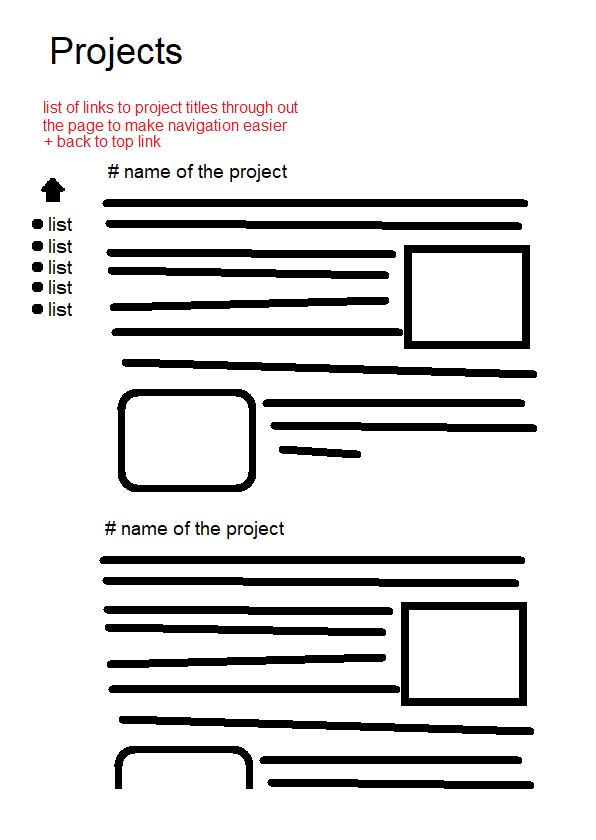 Projects
list of links to project titles through out
the page to make navigation easier
+ back to top link
# name of the project
list
list
list
list
list
# name of the project